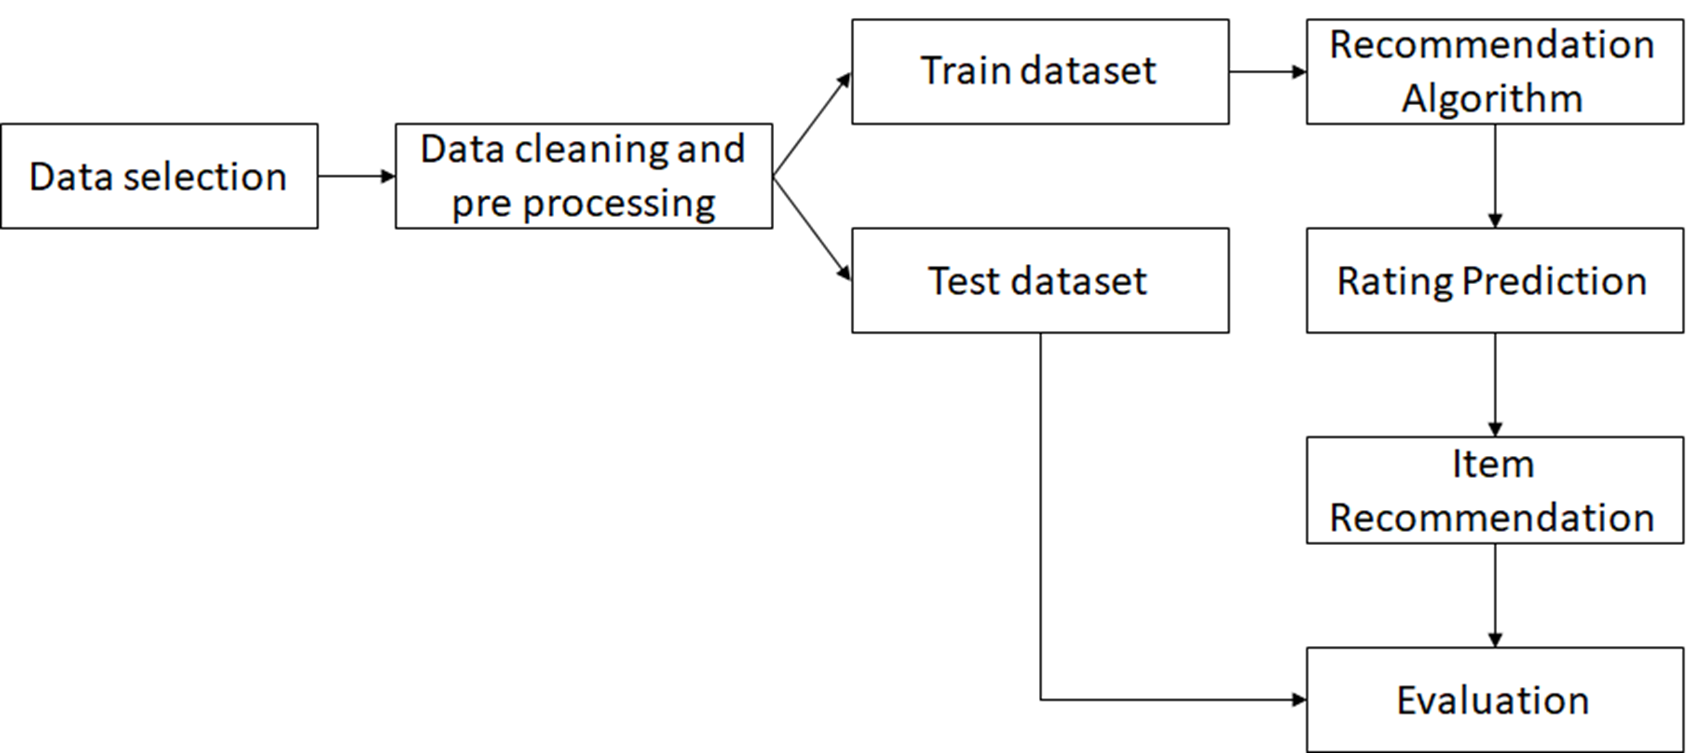 Data selection
Data cleaning and
pre processing
Train dataset
Test dataset
Recommendation
Algorithm
Rating Prediction
Item
Recommendation
Evaluation